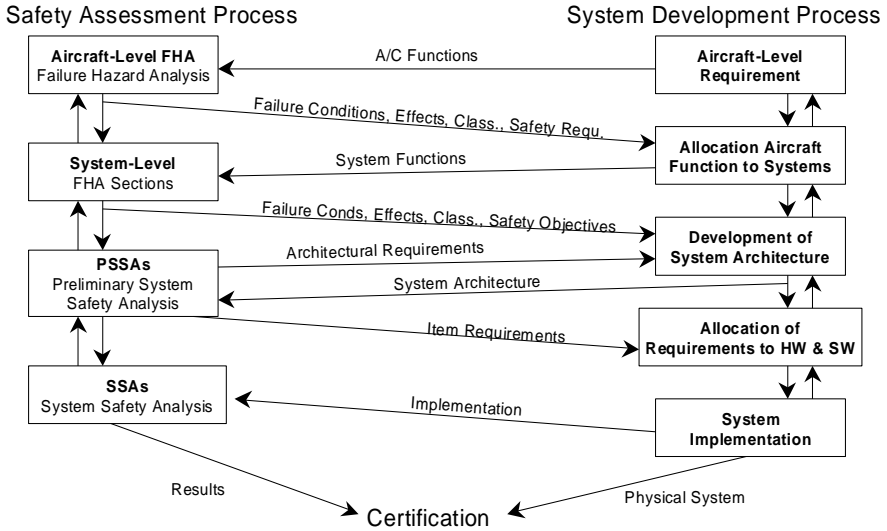 Safety Assessment Process
System Development Process
Aircraft-Level FHA
Failure Hazard Analysis
A/C Functions
Aircraft-Level
Requirement
Failure Conditions, Effects, Class., Safety Requ.
Allocation Aircraft
Function to Systems
System-Level
FHA Sections
System Functions
Failure Conds, Effects, Class., Safety Objectives
Development of
System Architecture
PSSAs
Preliminary System
Safety Analysis
Architectural Requirements
System Architecture
Item Requirements
Allocation of
Requirements to HW & SW
SSAs
System Safety Analysis
Implementation
System
Implementation
Results
Physical System
Certification